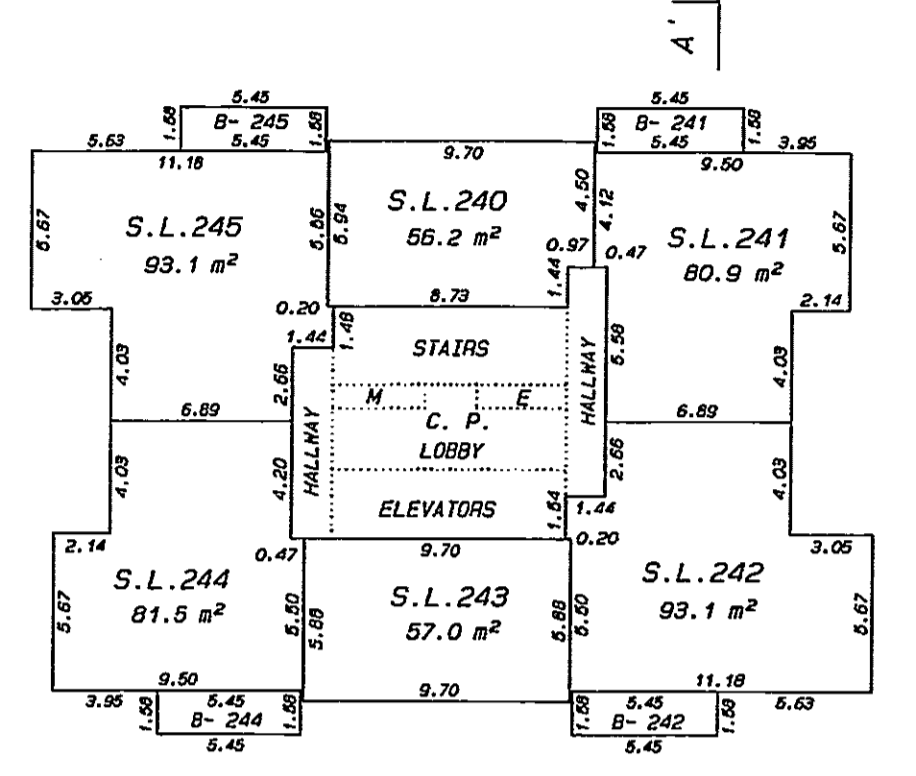 A'
5.45
1.58
B- 245
1.58
5.63
5.45
11.18
5.67
S.L.245
93.1 m²
5.86
3.05
0.20
1.44
1.48
4.03
2.66
6.89
9.70
5.94
S.L.240
56.2 m²
4.50
0.97
1.44
8.73
5.45
1.58
B- 241
1.58
5.45
3.95
9.50
4.12
S.L.241
80.9 m²
0.47
5.67
2.14
5.58
4.03
6.89
STAIRS
M
E
C. P.
LOBBY
ELEVATORS
HALLWAY
HALLWAY
4.03
4.20
2.14
0.47
S.L.244
81.5 m²
5.67
5.50
9.50
3.95
5.45
1.58
B- 244
1.58
5.45
9.70
5.88
S.L.243
57.0 m²
5.88
9.70
2.66
1.44
1.64
0.20
4.03
3.05
S.L.242
93.1 m²
5.50
5.67
11.18
5.45
5.63
1.58
B- 242
1.58
5.45